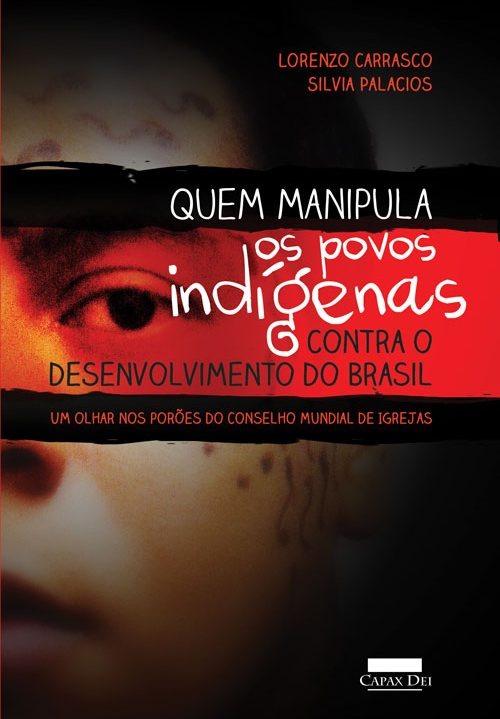 LORENZO CARRASCO
SILVIA PALACIOS
QUEM MANIPULA
os povos
indígenas
CONTRA O
DESENVOLVIMENTO DO BRASIL
UM OLHAR NOS PORÕES DO CONSELHO MUNDIAL DE IGREJAS
CAPAX DEI